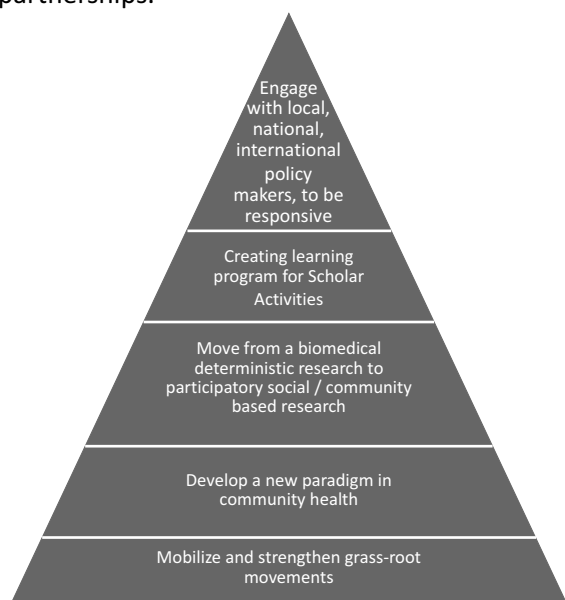 partnerships.
Engage
with local,
national,
international
policy
makers, to be
responsive
Creating learning
program for Scholar
Activities
Move from a biomedical
deterministic research to
participatory social / community
based research
Develop a new paradigm in
community health
Mobilize and strengthen grass-root
movements